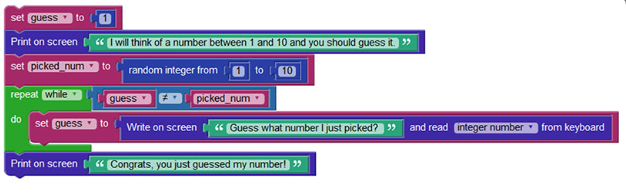 set guess to 1
Print on screen “ I will think of a number between 1 and 10 and you should guess it. ”
set picked_num to random integer from 1 to 10
repeat while guess ≠ picked_num
do set guess to Write on screen “ Guess what number I just picked? ” and read integer number from keyboard
Print on screen “ Congrats, you just guessed my number! ”